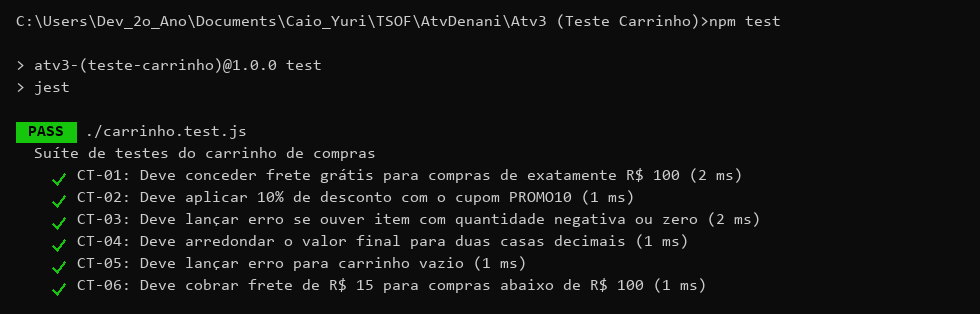 C:\Users\Dev_2o_Ano\Documents\Caio_Yuri\TSOF\AtvDenani\Atv3 (Teste Carrinho)>npm test
> atv3-(teste-carrinho)@1.0.0 test
> jest
PASS ./carrinho.test.js
Suíte de testes do carrinho de compras
✓ CT-01: Deve conceder frete grátis para compras de exatamente R$ 100 (2 ms)
✓ CT-02: Deve aplicar 10% de desconto com o cupom PROMO10 (1 ms)
✓ CT-03: Deve lançar erro se ouver item com quantidade negativa ou zero (2 ms)
✓ CT-04: Deve arredondar o valor final para duas casas decimais (1 ms)
✓ CT-05: Deve lançar erro para carrinho vazio (1 ms)
✓ CT-06: Deve cobrar frete de R$ 15 para compras abaixo de R$ 100 (1 ms)